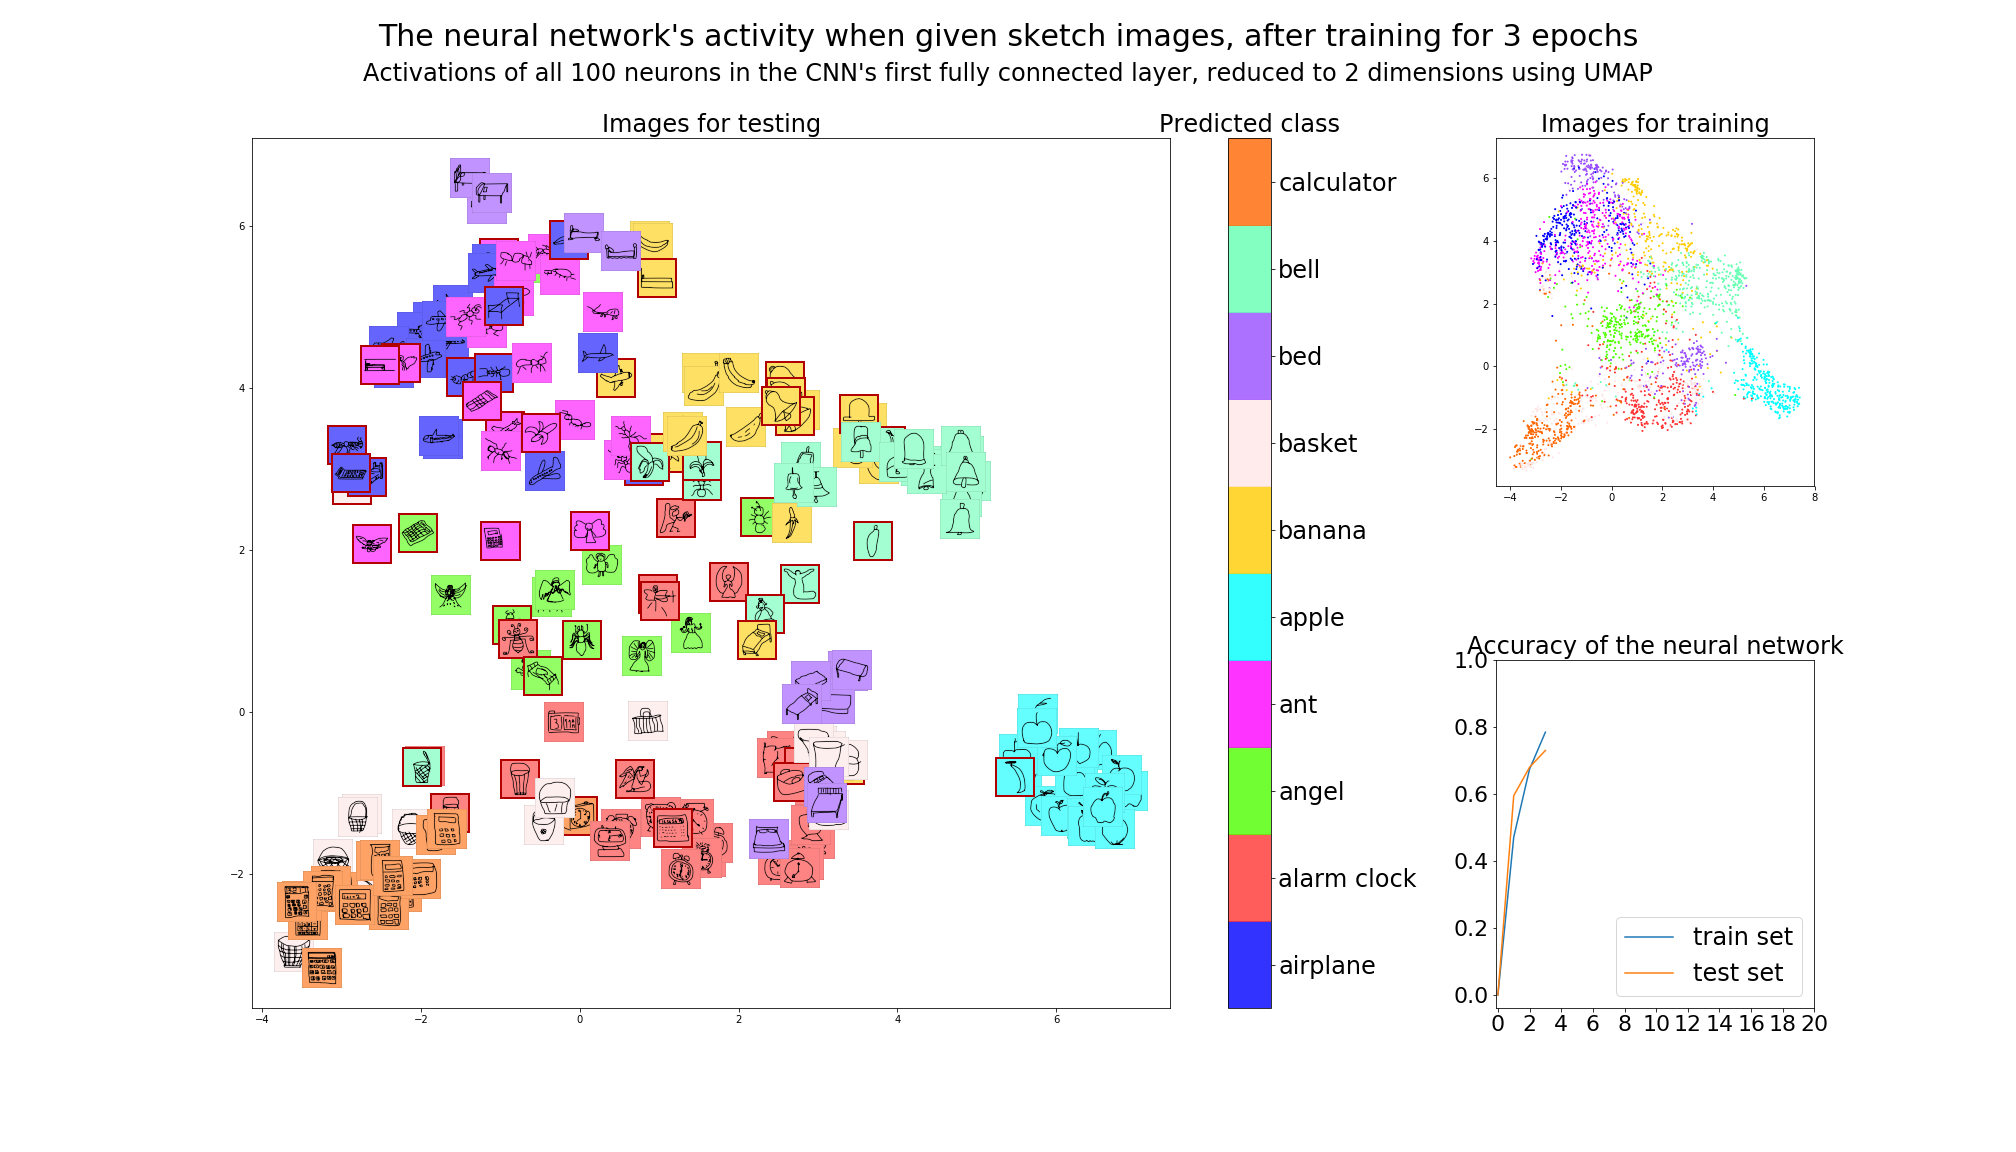 The neural network's activity when given sketch images, after training for 3 epochs
Activations of all 100 neurons in the CNN's first fully connected layer, reduced to 2 dimensions using UMAP
Images for testing
6
4
2
0
−2
−4
−2
0
2
4
6
Predicted class
calculator
bell
bed
basket
banana
apple
ant
angel
alarm clock
airplane
Images for training
6
4
2
0
−2
−4
−2
0
2
4
6
8
Accuracy of the neural network
1.0
0.8
0.6
0.4
0.2
0.0
0 2 4 6 8 10 12 14 16 18 20
train set
test set